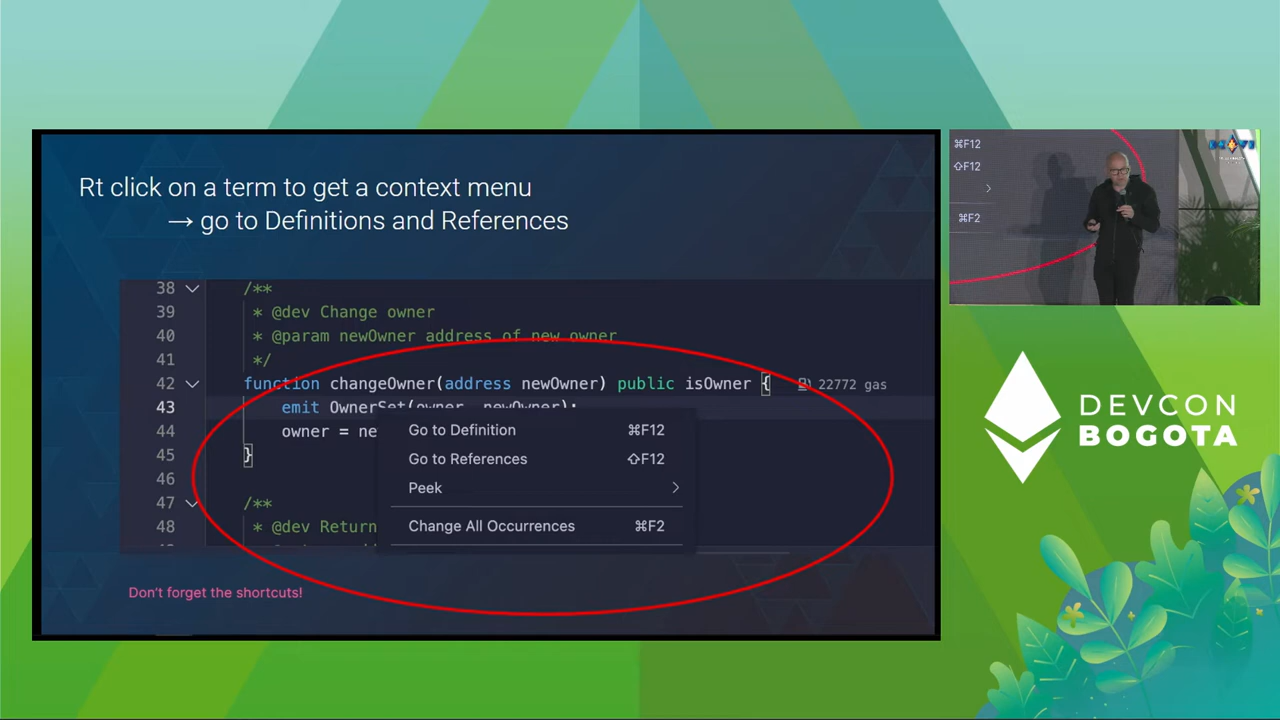 Rt click on a term to get a context menu
→ go to Definitions and References
38 /**
39 * @dev Change owner
40 * @param newOwner address of new owner
41 */
42 function changeOwner(address newOwner) public isOwner { 22772 gas
43 emit OwnerSet(owner, newOwner);
44 owner = ne
45 }
46
47 /**
48 * @dev Return
Go to Definition ⌘F12
Go to References ⇧F12
Peek >
Change All Occurrences ⌘F2
Don't forget the shortcuts!
⌘F12
⇧F12
>
⌘F2
DEVCON
BOGOTA